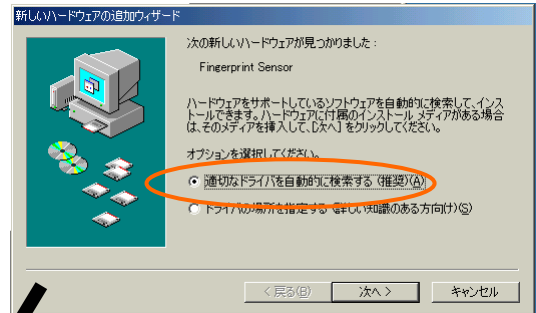 新しいハードウェアの追加ウィザード
次の新しいハードウェアが見つかりました :
Fingerprint Sensor
ハードウェアをサポートしているソフトウェアを自動的に検索して、インス
トールできます。ハードウェアに付属のインストール メディアがある場合
は、そのメディアを挿入して、[次へ] をクリックしてください。
オプションを選択してください。
適切なドライバを自動的に検索する (推奨)(A)
ドライバの場所を指定する (詳しい知識のある方向け)(S)
< 戻る(B)
次へ >
キャンセル